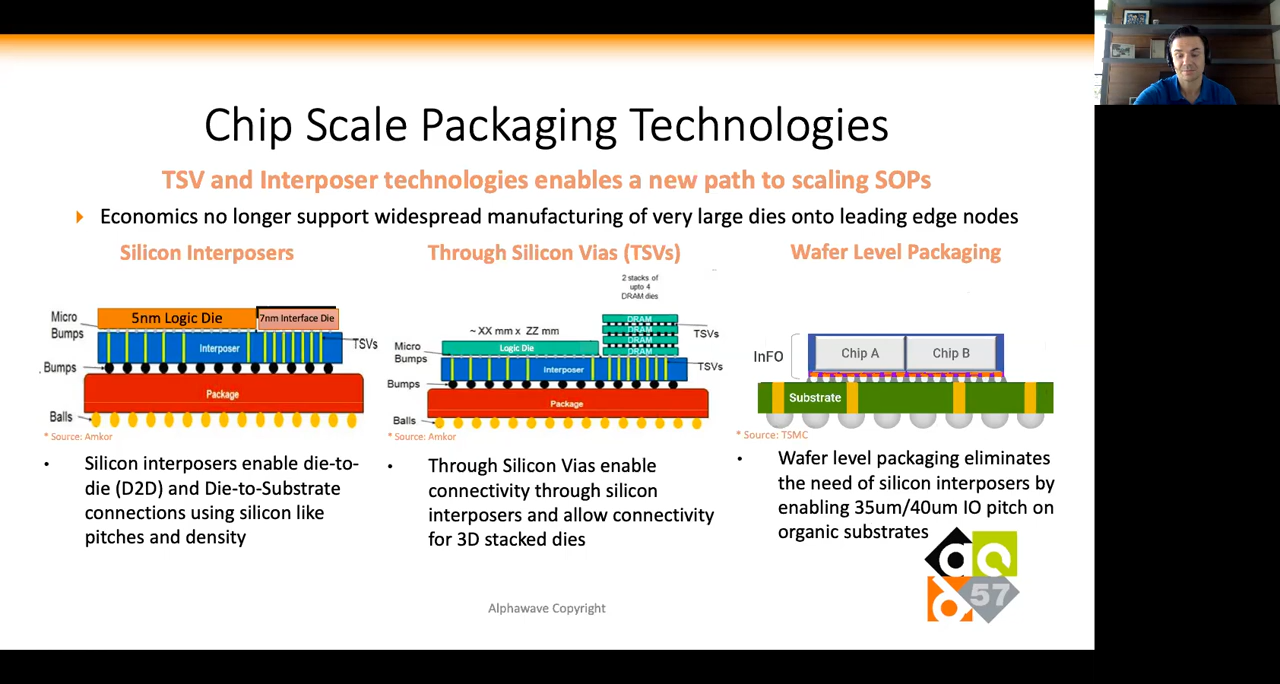 Chip Scale Packaging Technologies
TSV and Interposer technologies enables a new path to scaling SOPs
Economics no longer support widespread manufacturing of very large dies onto leading edge nodes
Silicon Interposers
Micro
Bumps
5nm Logic Die
7nm Interface Die
Interposer
TSVs
Bumps
Package
Balls
* Source: Amkor
• Silicon interposers enable die-to-
die (D2D) and Die-to-Substrate
connections using silicon like
pitches and density
Through Silicon Vias (TSVs)
2 stacks of
upto 4
DRAM dies
~ XX mm x ZZ mm
DRAM
DRAM
DRAM
DRAM
TSVs
Micro
Bumps
Logic Die
Interposer
TSVs
Bumps
Package
Balls
* Source: Amkor
• Through Silicon Vias enable
connectivity through silicon
interposers and allow connectivity
for 3D stacked dies
Wafer Level Packaging
InFO
Chip A
Chip B
Substrate
* Source: TSMC
• Wafer level packaging eliminates
the need of silicon interposers by
enabling 35um/40um IO pitch on
organic substrates
57
Alphawave Copyright